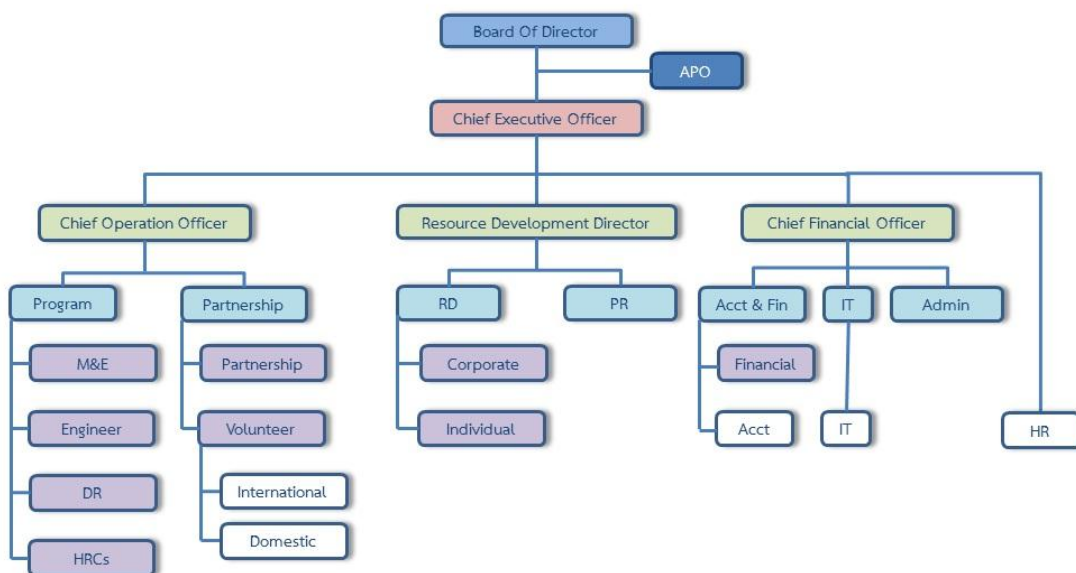 Board Of Director
APO
Chief Executive Officer
Chief Operation Officer
Resource Development Director
Chief Financial Officer
Program
Partnership
RD
PR
Acct & Fin
IT
Admin
M&E
Partnership
Corporate
Financial
Engineer
Volunteer
Individual
Acct
IT
HR
DR
International
Domestic
HRCs